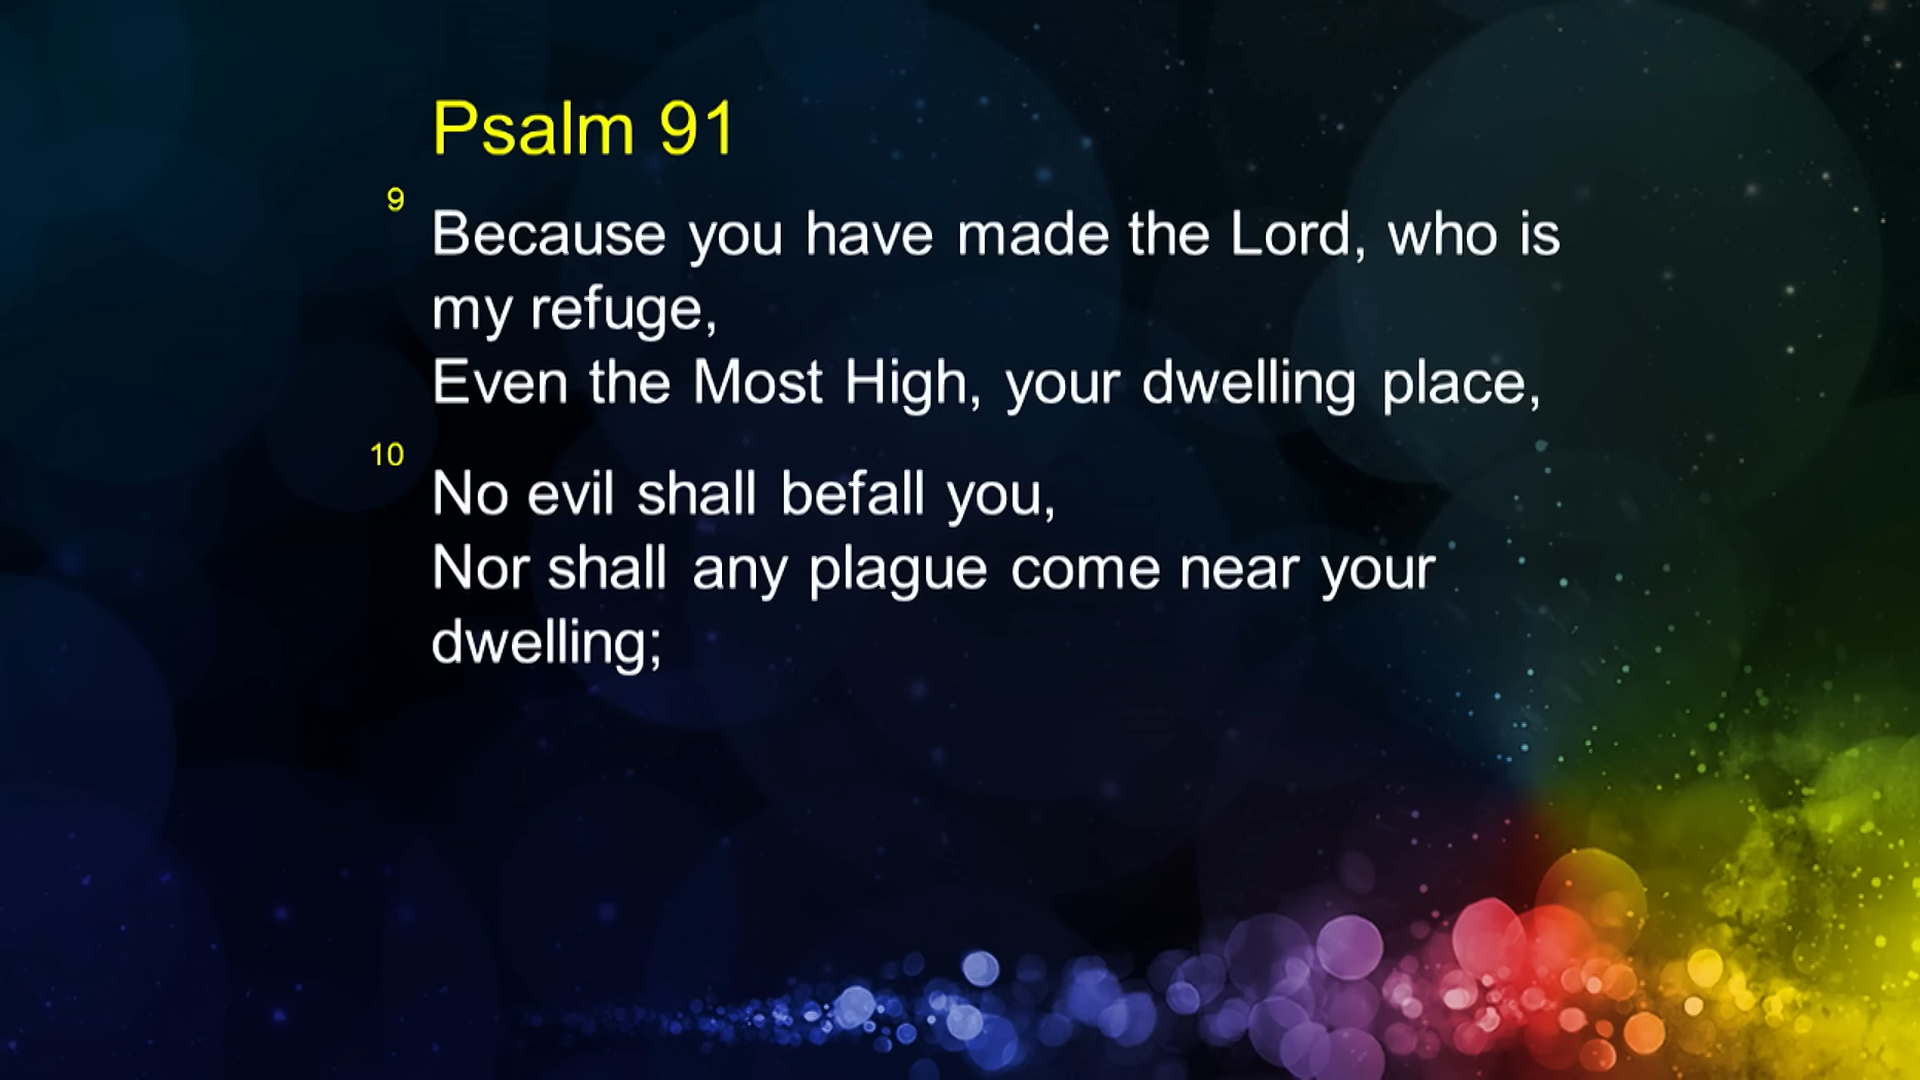 Psalm 91
9
Because you have made the Lord, who is
my refuge,
Even the Most High, your dwelling place,
10
No evil shall befall you,
Nor shall any plague come near your
dwelling;